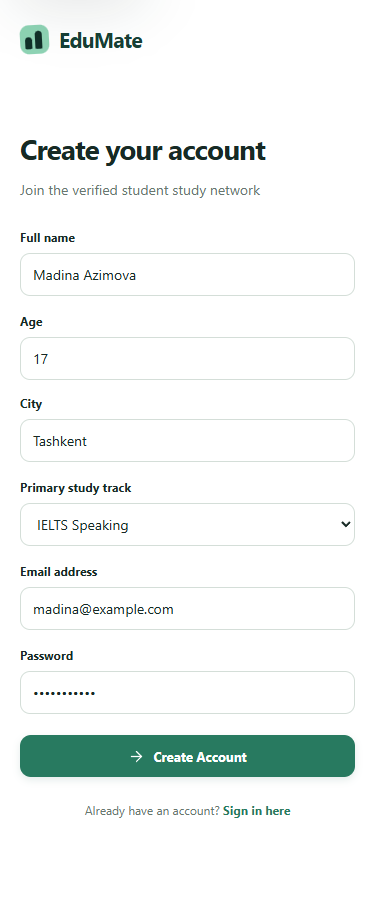 EduMate
Create your account
Join the verified student study network
Full name
Madina Azimova
Age
17
City
Tashkent
Primary study track
IELTS Speaking
Email address
madina@example.com
Password
•••••••••••
→ Create Account
Already have an account? Sign in here